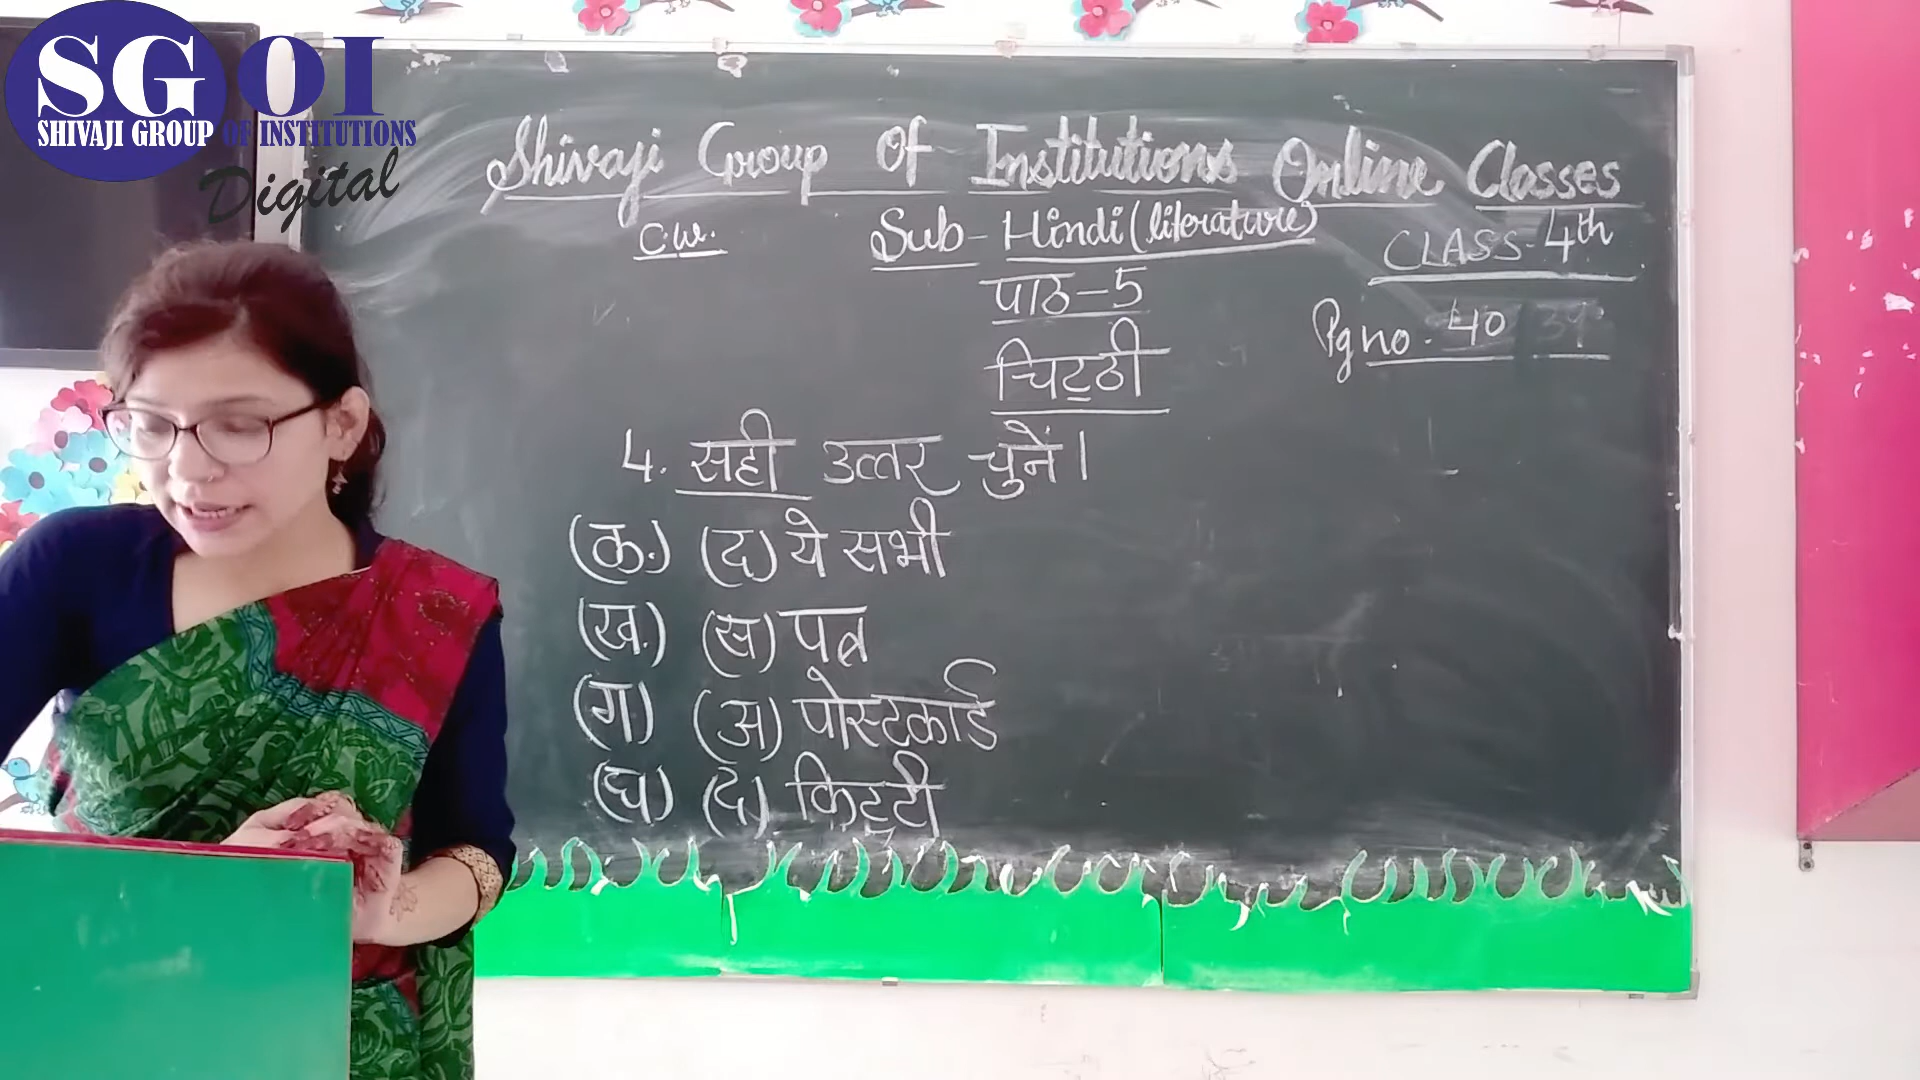 SGOI
SHIVAJI GROUP OF INSTITUTIONS
Digital
Shivaji Group Of Institutions Online Classes
C.W. Sub- Hindi (literature) CLASS-4th
पाठ-5
Pg no. 40 39
चिट्ठी
4. सही उत्तर चुनें।
(क.) (द) ये सभी
(ख.) (स) पत्र
(ग) (अ) पोस्टकार्ड
(घ) (द) किट्टी